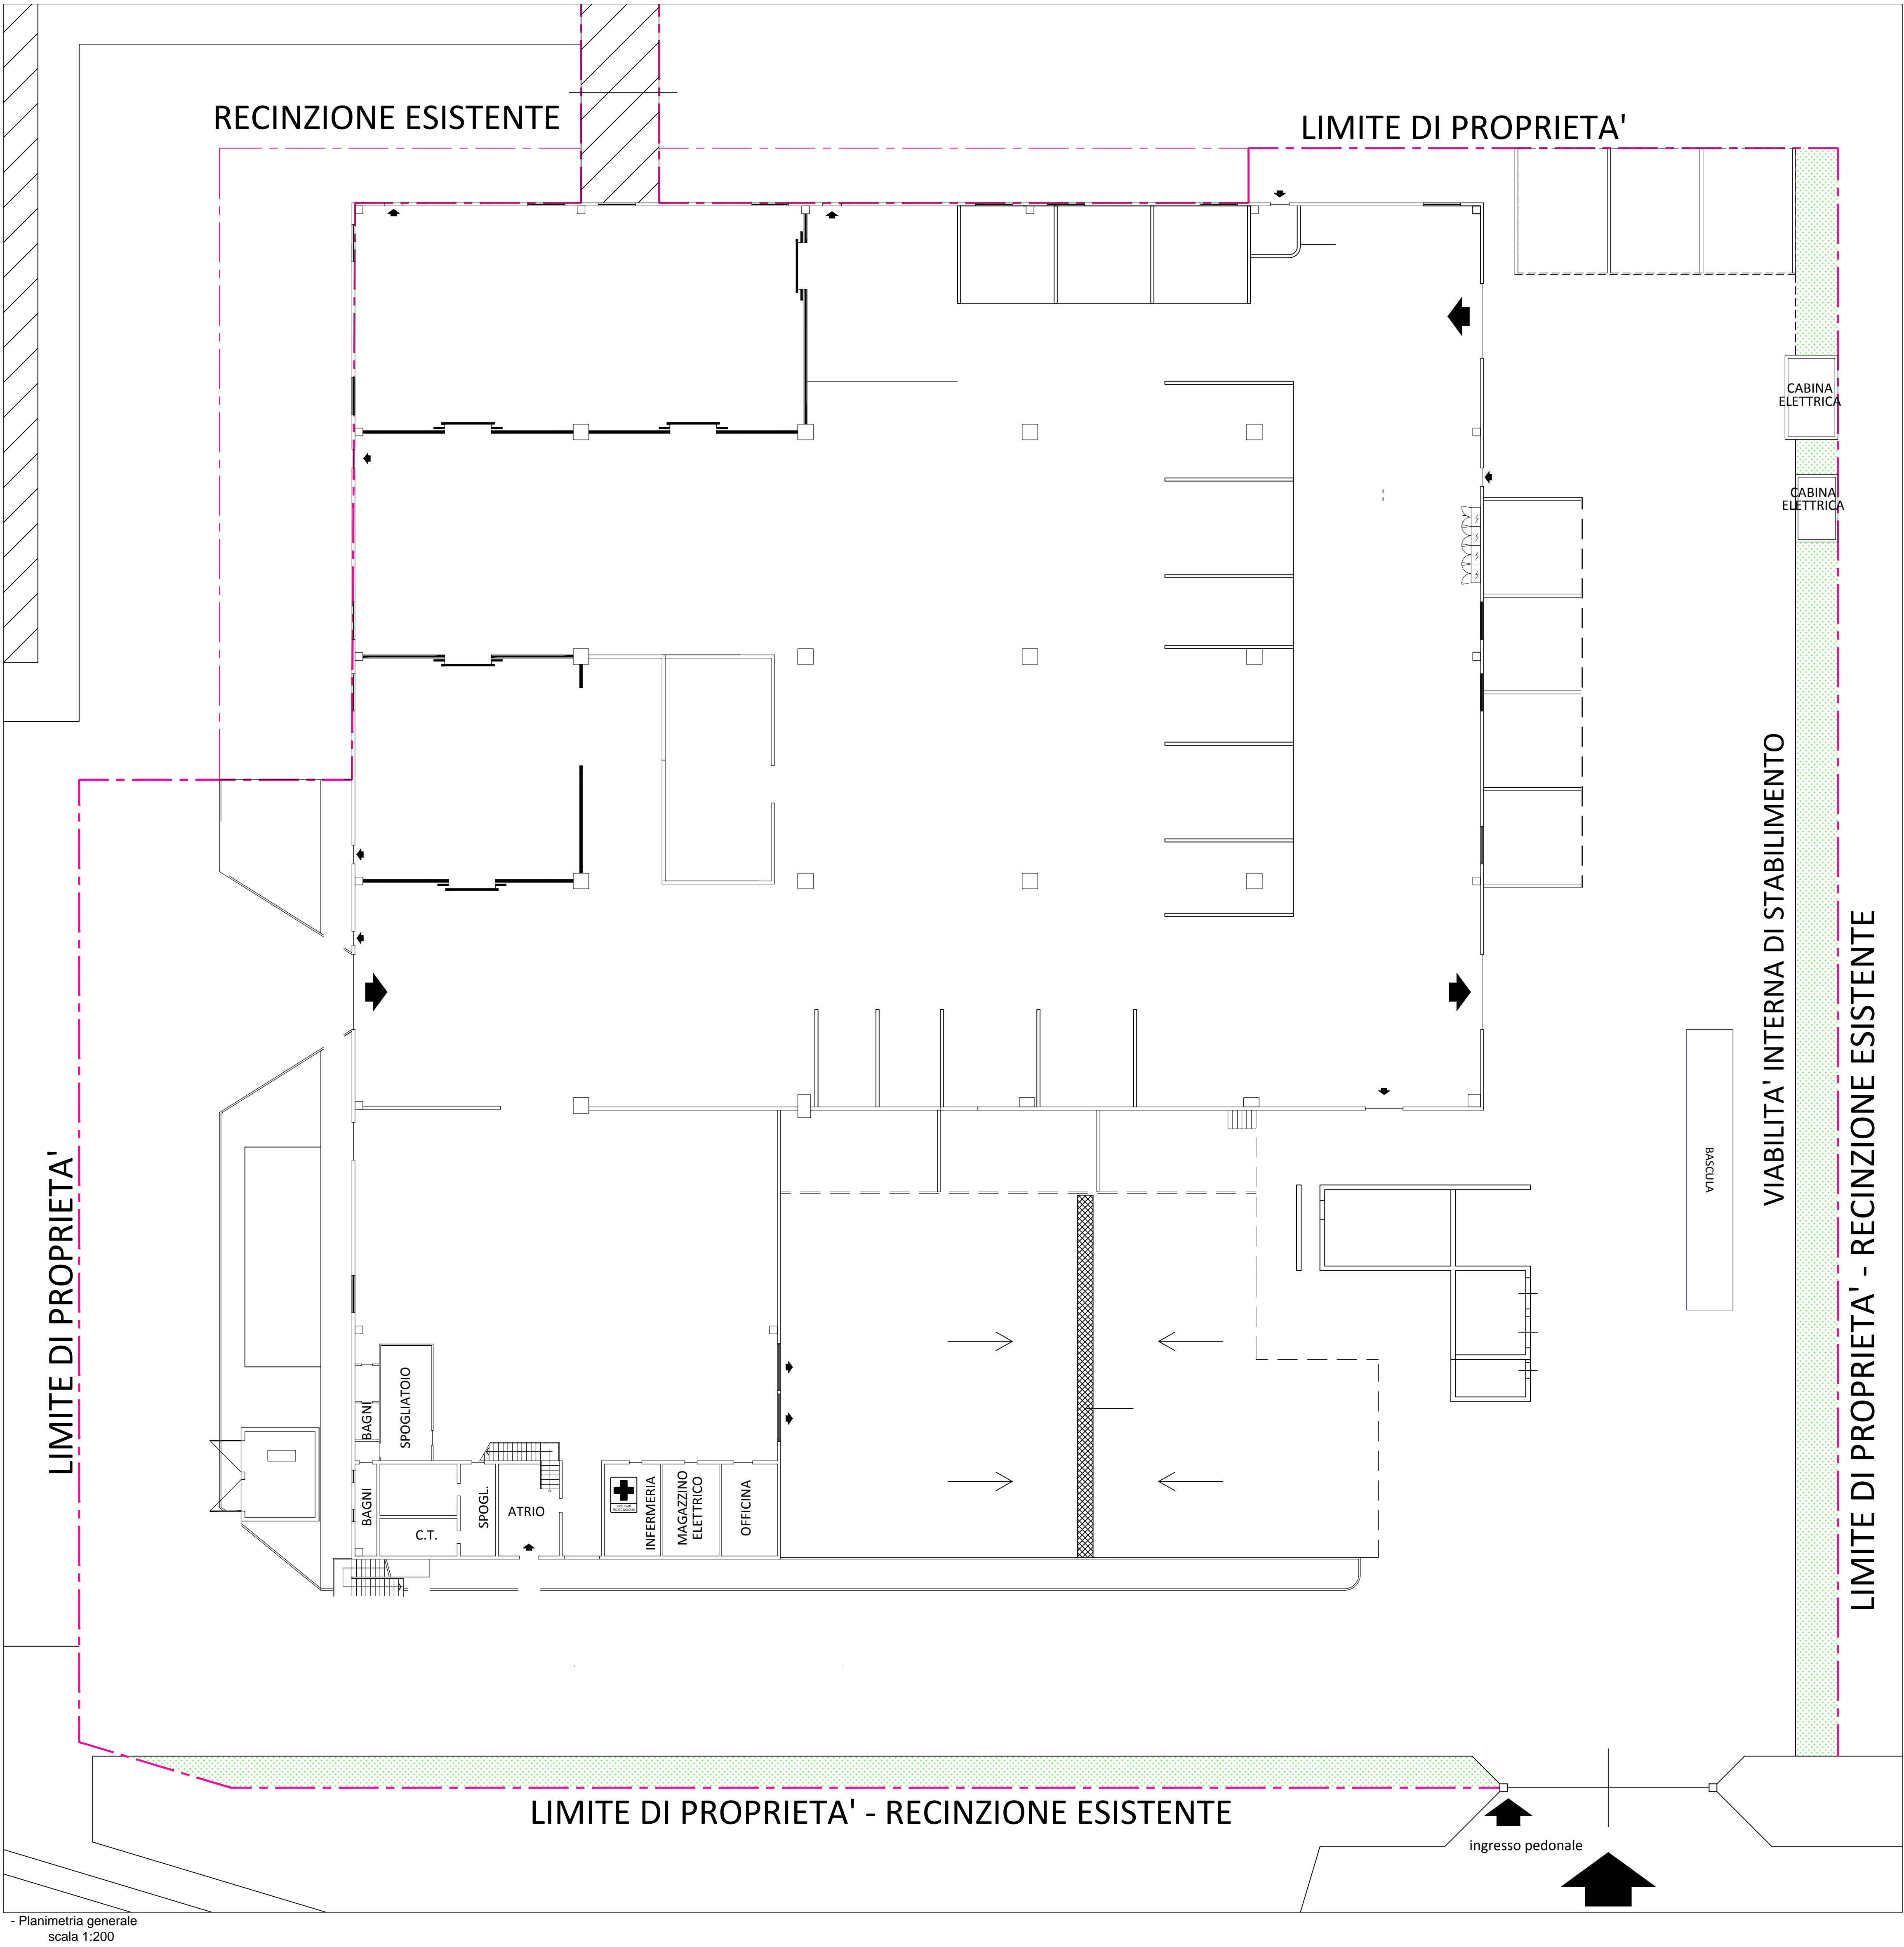 RECINZIONE ESISTENTE
LIMITE DI PROPRIETA'
CABINA
ELETTRICA
CABINA
ELETTRICA
VIABILITA' INTERNA DI STABILIMENTO
LIMITE DI PROPRIETA' - RECINZIONE ESISTENTE
BASCULA
LIMITE DI PROPRIETA'
BAGNI
SPOGLIATOIO
BAGNI
C.T.
SPOGL.
ATRIO
INFERMERIA
MAGAZZINO
ELETTRICO
OFFICINA
LIMITE DI PROPRIETA' - RECINZIONE ESISTENTE
ingresso pedonale
- Planimetria generale
scala 1:200